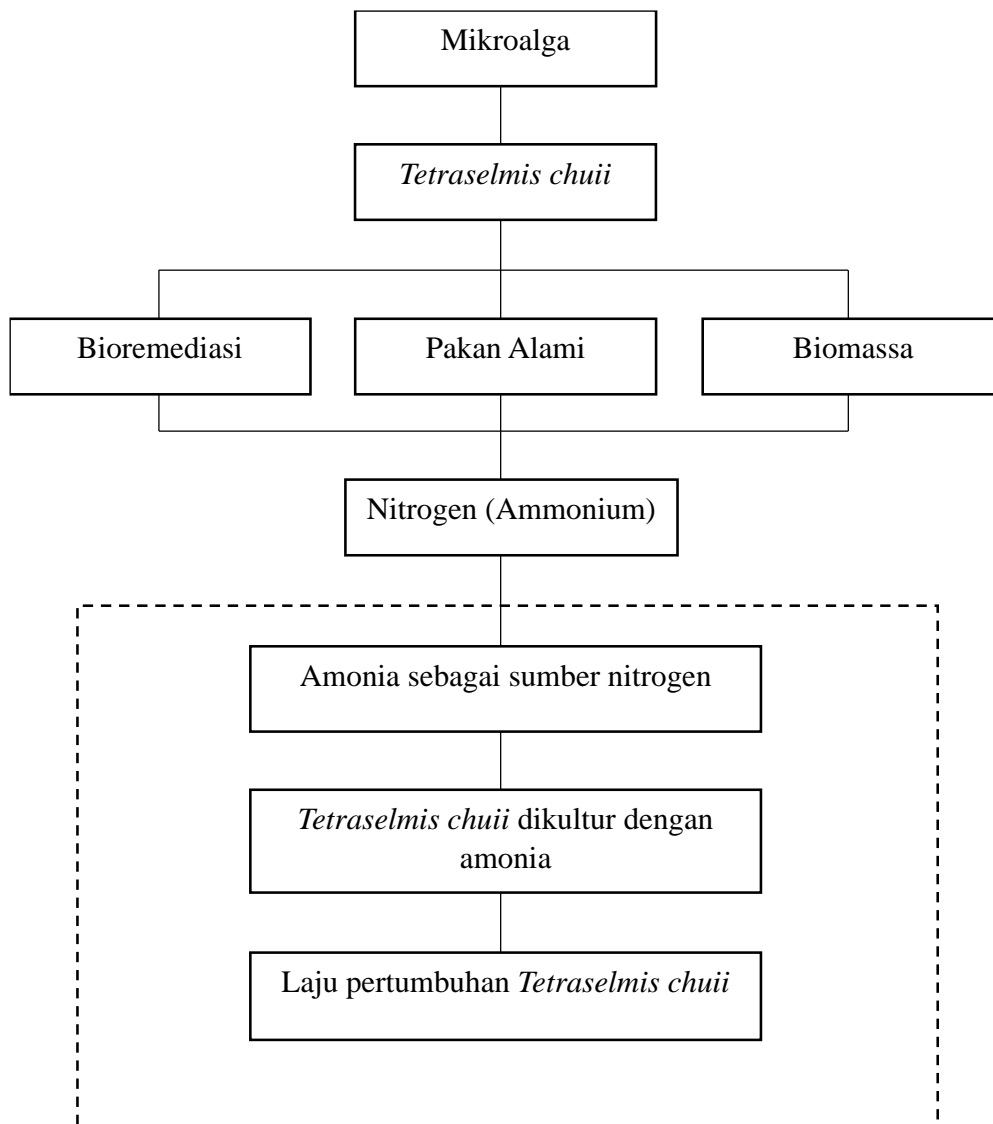 Mikroalga
Tetraselmis chuii
Bioremediasi
Pakan Alami
Biomassa
Nitrogen (Ammonium)
Amonia sebagai sumber nitrogen
Tetraselmis chuii dikultur dengan
amonia
Laju pertumbuhan Tetraselmis chuii